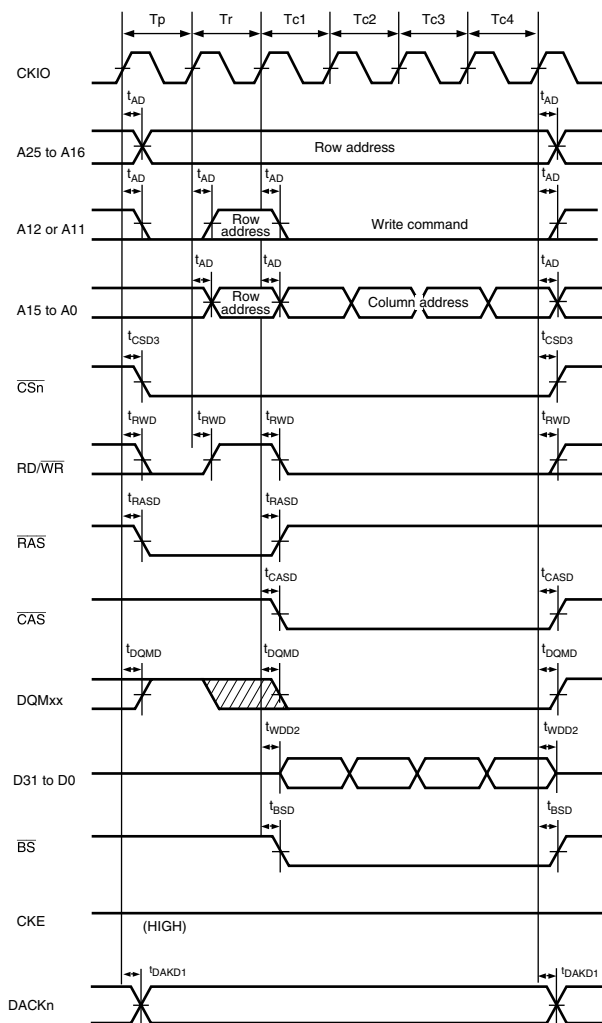 Tp Tr Tc1 Tc2 Tc3 Tc4
CKIO
tAD tAD
A25 to A16 Row address
tAD tAD tAD tAD
A12 or A11 Row address Write command
tAD tAD tAD
A15 to A0 Row address Column address
tCSD3 tCSD3
CSn
tRWD tRWD tRWD tRWD
RD/WR
tRASD tRASD
RAS
tCASD tCASD
CAS
tDQMD tDQMD tDQMD
DQMxx
tWDD2 tWDD2
D31 to D0
tBSD tBSD
BS
CKE
(HIGH)
tDAKD1 tDAKD1
DACKn